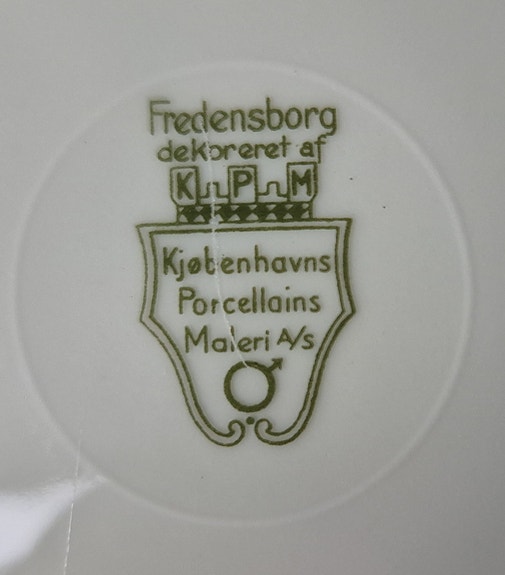 Fredensborg
dekoreret af
K P M
Kjøbenhavns
Porcellains
Maleri A/s